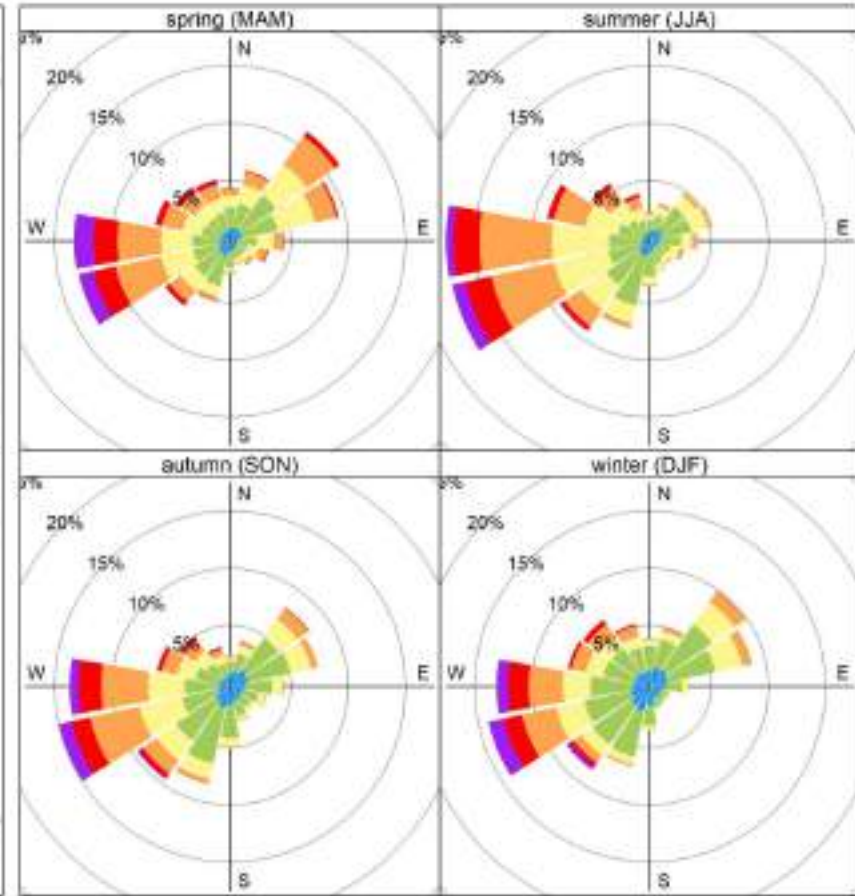 spring (MAM)
N
20%
15%
10%
5%
W
E
S
summer (JJA)
N
20%
15%
10%
5%
W
E
S
autumn (SON)
N
20%
15%
10%
5%
W
E
S
winter (DJF)
N
20%
15%
10%
5%
W
E
S